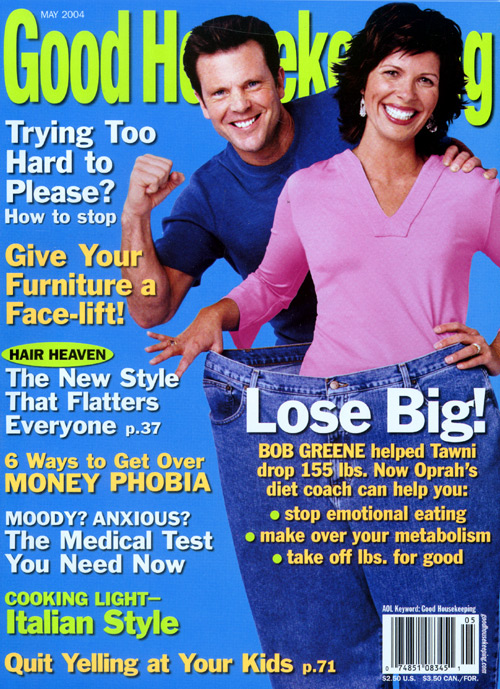 MAY 2004
Good Housekeeping
Trying Too
Hard to
Please?
How to stop
Give Your
Furniture a
Face-lift!
HAIR HEAVEN
The New Style
That Flatters
Everyone p.37
6 Ways to Get Over
MONEY PHOBIA
MOODY? ANXIOUS?
The Medical Test
You Need Now
COOKING LIGHT—
Italian Style
Quit Yelling at Your Kids p.71
Lose Big!
BOB GREENE helped Tawni
drop 155 lbs. Now Oprah's
diet coach can help you:
• stop emotional eating
• make over your metabolism
• take off lbs. for good
AOL Keyword: Good Housekeeping
05
0 74851 08345 1
$2.50 U.S. $3.50 CAN./FOR.
goodhousekeeping.com